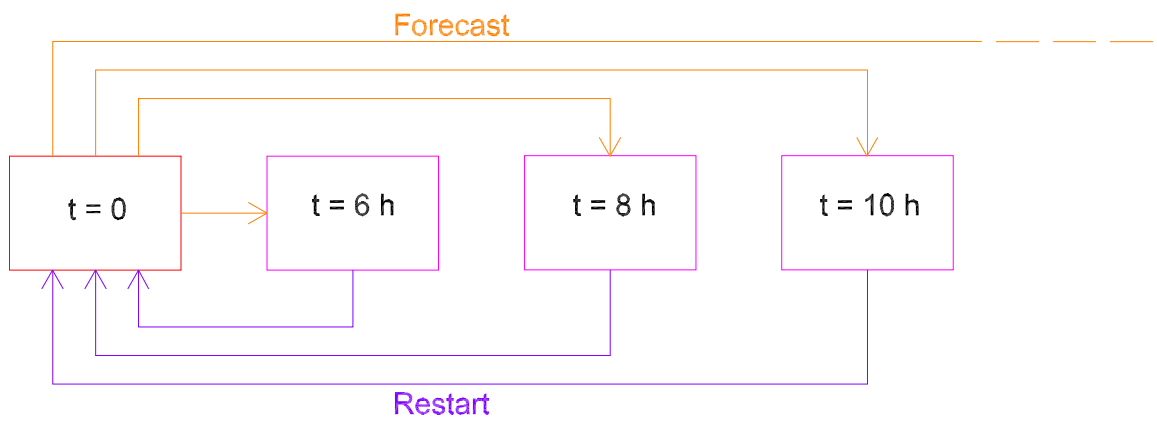 Forecast
t = 0
t = 6 h
t = 8 h
t = 10 h
Restart